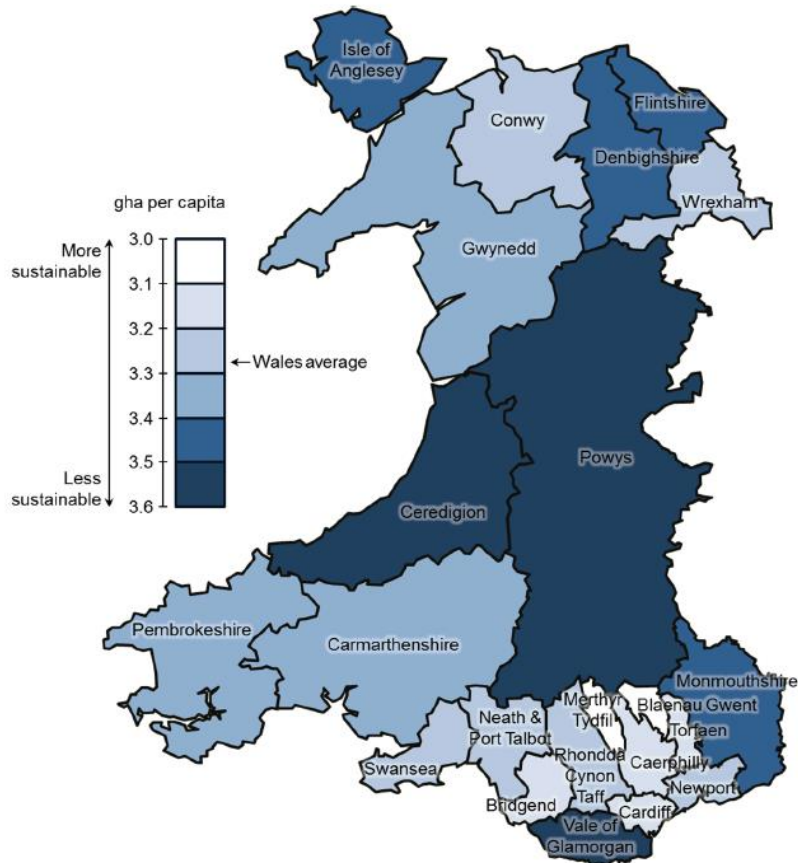 Isle of
Anglesey
Flintshire
Conwy
Denbighshire
Wrexham
gha per capita
More
sustainable
3.0
3.1
3.2
Wales average
3.3
3.4
3.5
Less
sustainable
3.6
Gwynedd
Powys
Ceredigion
Pembrokeshire
Carmarthenshire
Monmouthshire
Merthyr
Tydfil
Blaenau Gwent
Torfaen
Neath &
Port Talbot
Rhondda
Cynon
Taff
Caerphilly
Swansea
Newport
Bridgend
Cardiff
Vale of
Glamorgan